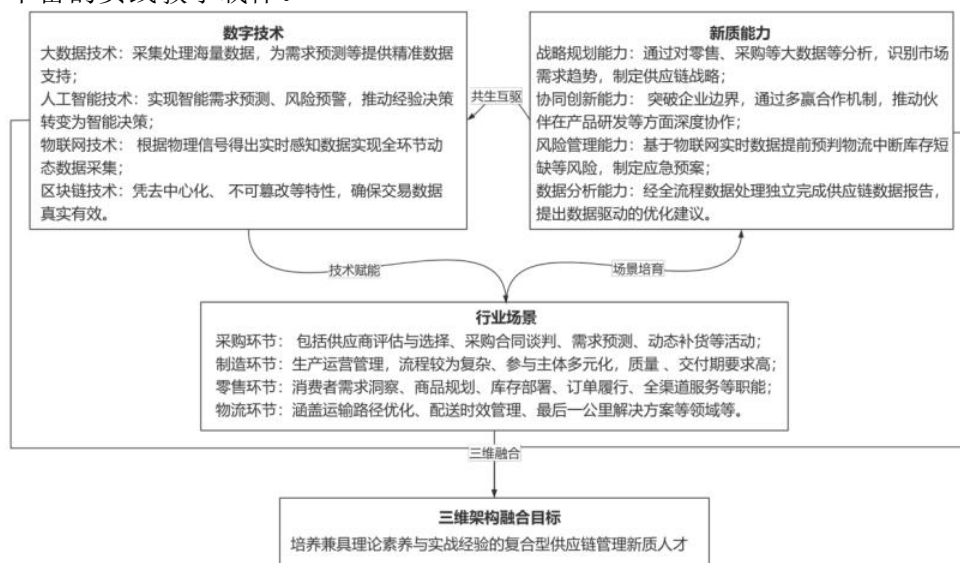 数字技术
大数据技术：采集处理海量数据，为需求预测等提供精准数据
支持；
人工智能技术：实现智能需求预测、风险预警，推动经验决策
转变为智能决策；
物联网技术： 根据物理信号得出实时感知数据实现全环节动
态数据采集；
区块链技术：凭去中心化、 不可篡改等特性，确保交易数据
真实有效。
共生互驱
新质能力
战略规划能力：通过对零售、采购等大数据等分析，识别市场
需求趋势，制定供应链战略；
协同创新能力： 突破企业边界，通过多赢合作机制，推动伙
伴在产品研发等方面深度协作；
风险管理能力：基于物联网实时数据提前预判物流中断库存短
缺等风险，制定应急预案；
数据分析能力：经全流程数据处理独立完成供应链数据报告，
提出数据驱动的优化建议。
技术赋能
场景培育
行业场景
采购环节： 包括供应商评估与选择、采购合同谈判、需求预测、动态补货等活动；
制造环节：生产运营管理，流程较为复杂、参与主体多元化，质量 、交付期要求高；
零售环节：消费者需求洞察、商品规划、库存部署、订单履行、全渠道服务等职能；
物流环节：涵盖运输路径优化、配送时效管理、最后一公里解决方案等领域等。
三维融合
三维架构融合目标
培养兼具理论素养与实战经验的复合型供应链管理新质人才